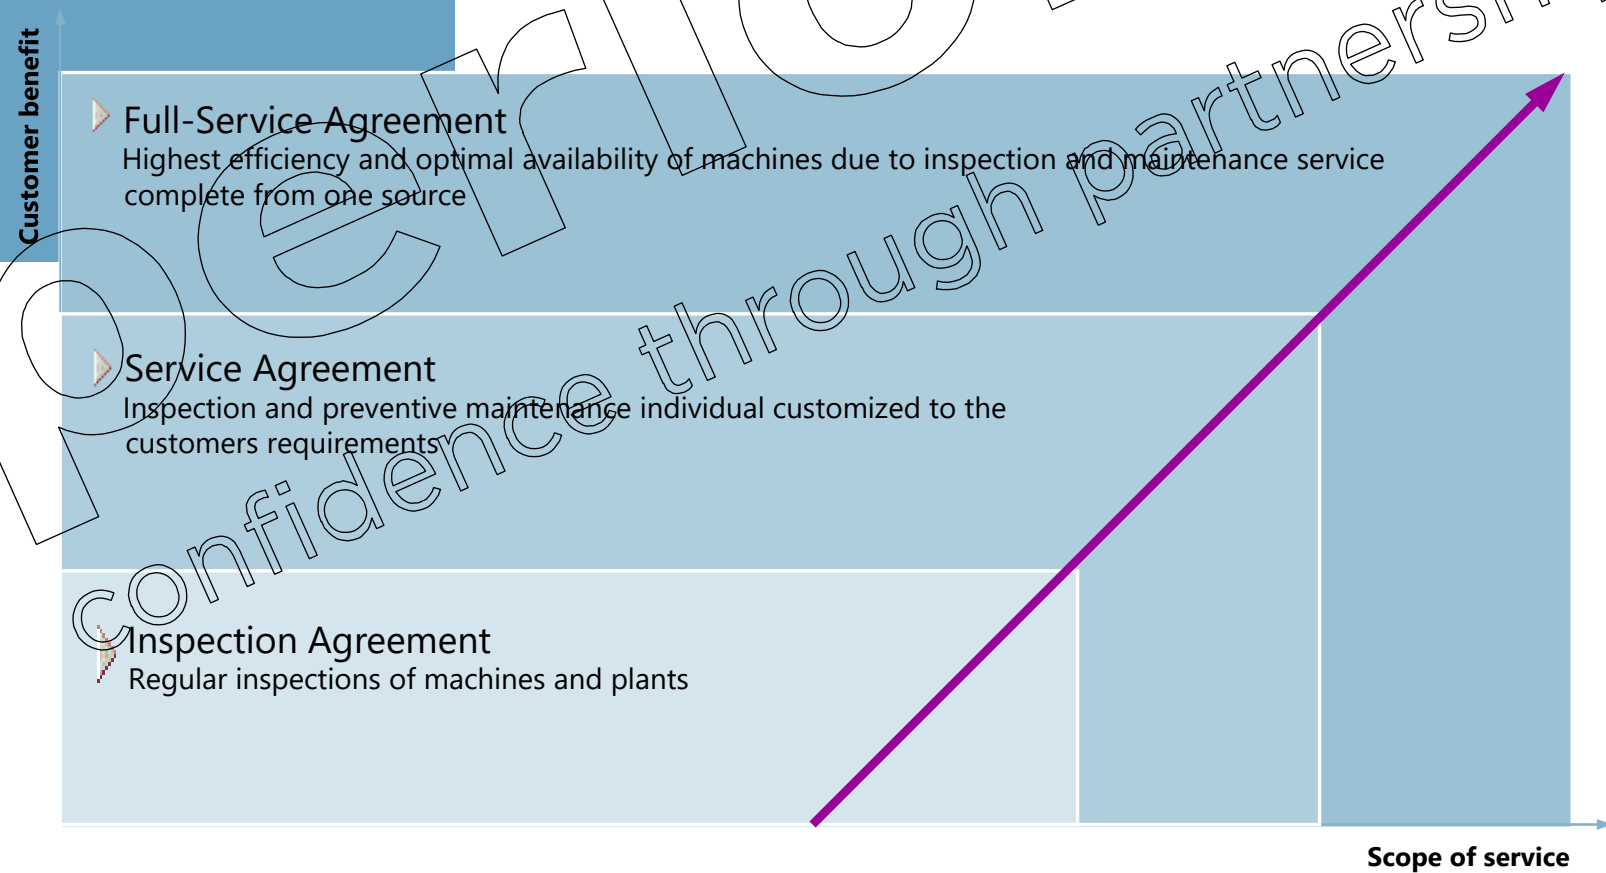 Customer benefit
Full-Service Agreement
Highest efficiency and optimal availability of machines due to inspection and maintenance service
complete from one source
Service Agreement
Inspection and preventive maintenance individual customized to the
customers requirements
Inspection Agreement
Regular inspections of machines and plants
Scope of service
confidence through partnership